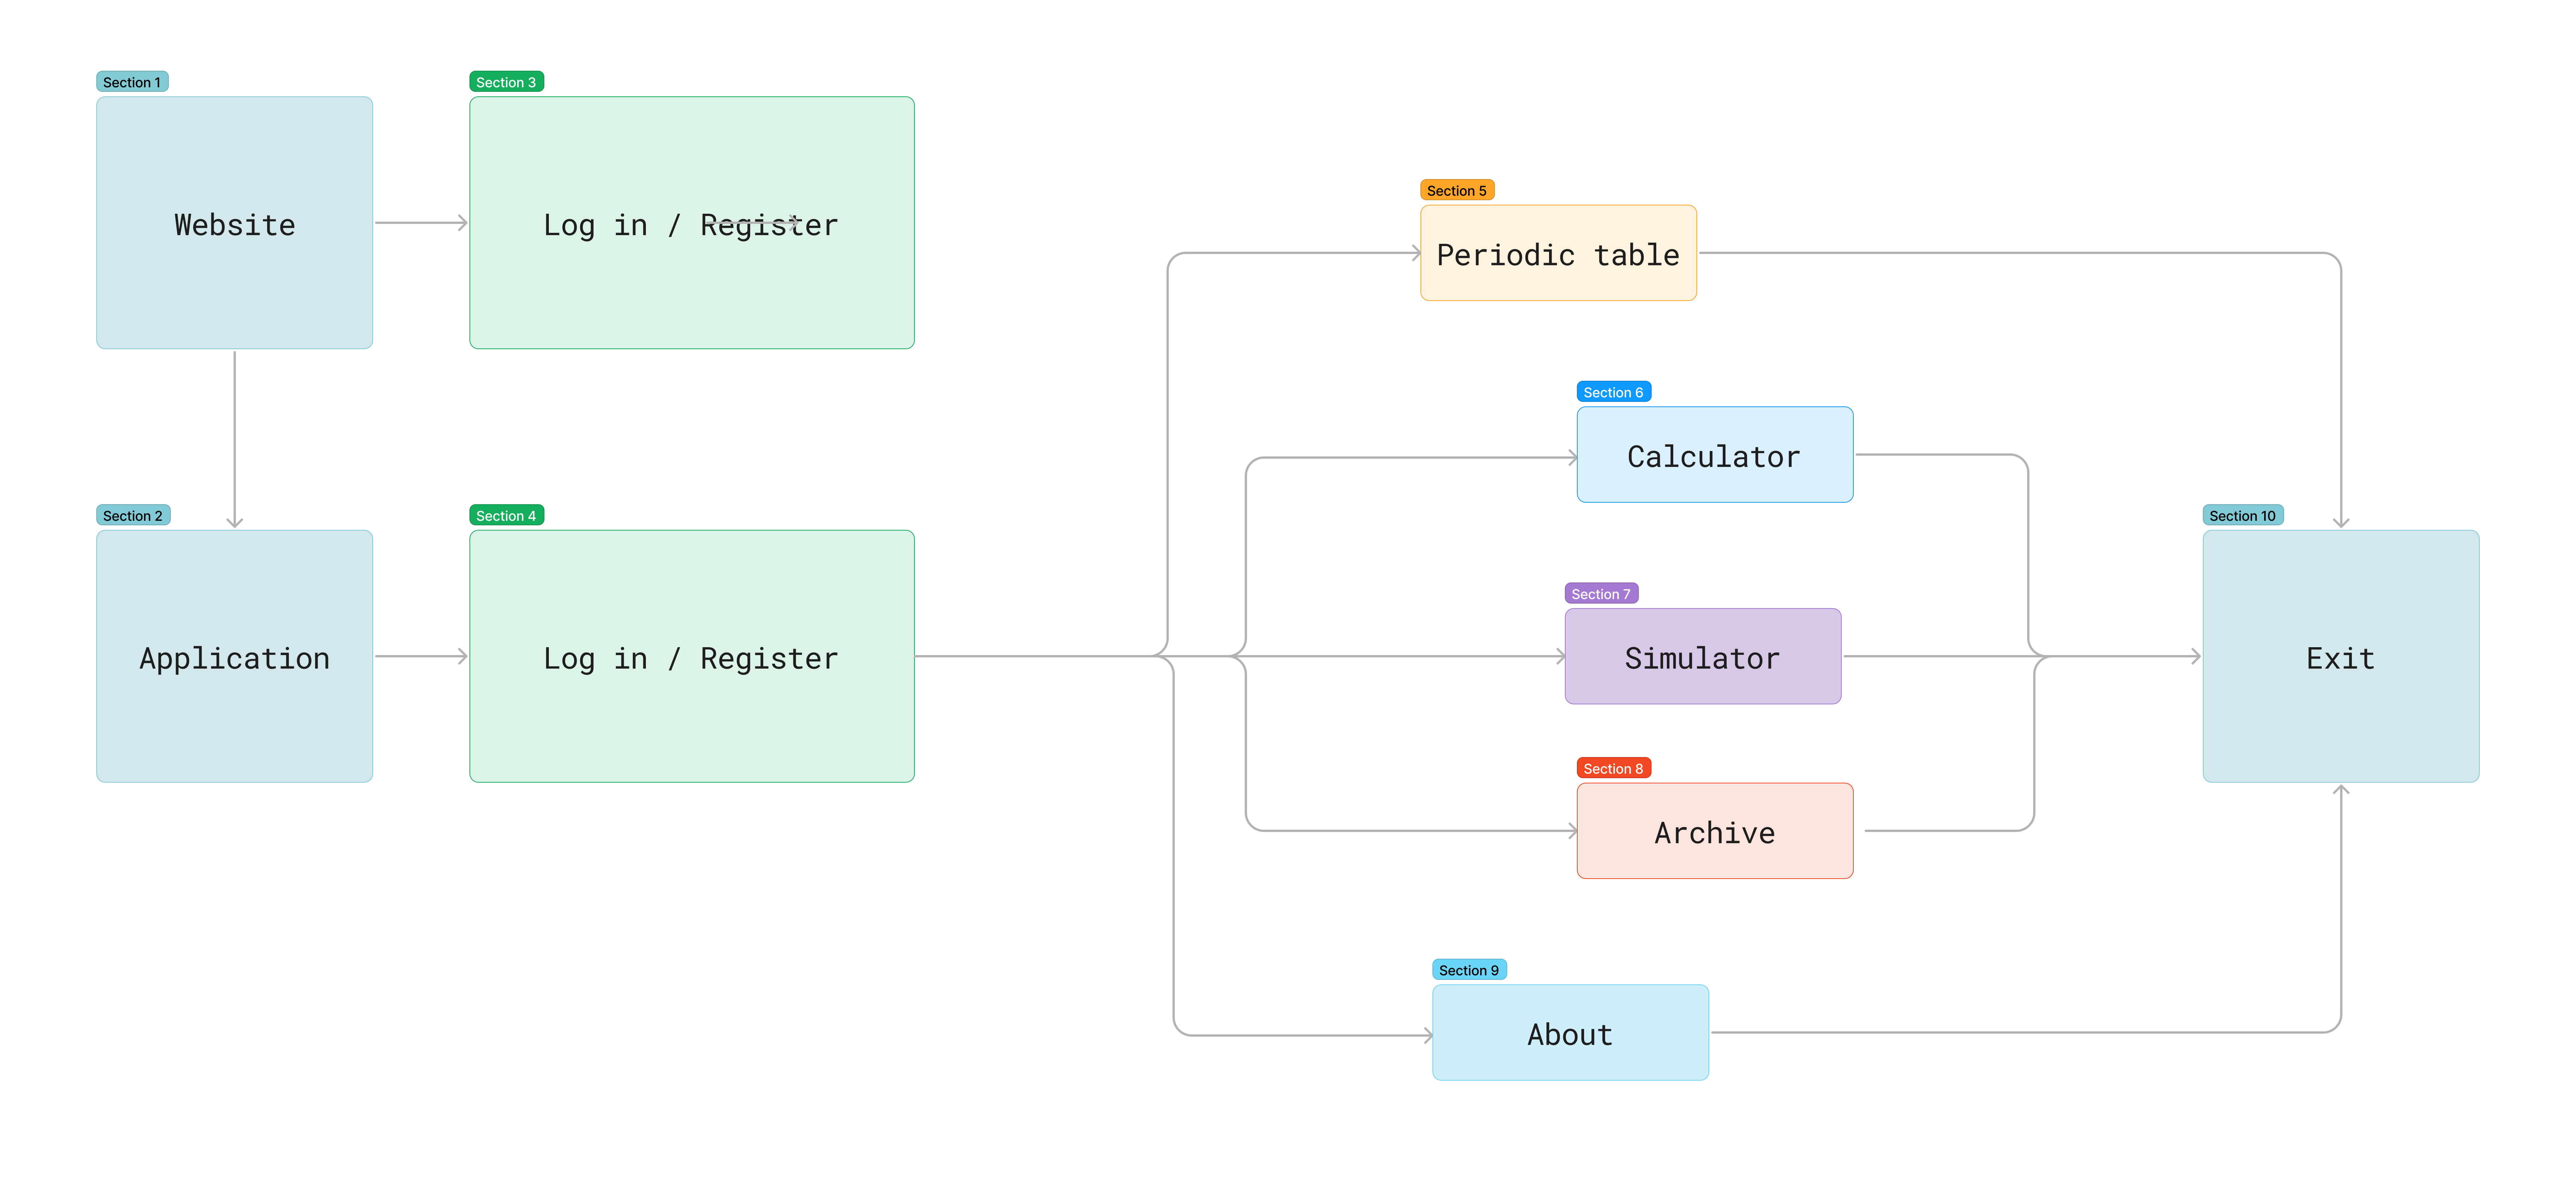 Section 1
Website
Section 3
Log in / Register
Section 5
Periodic table
Section 6
Calculator
Section 2
Application
Section 4
Log in / Register
Section 7
Simulator
Section 8
Archive
Section 9
About
Section 10
Exit